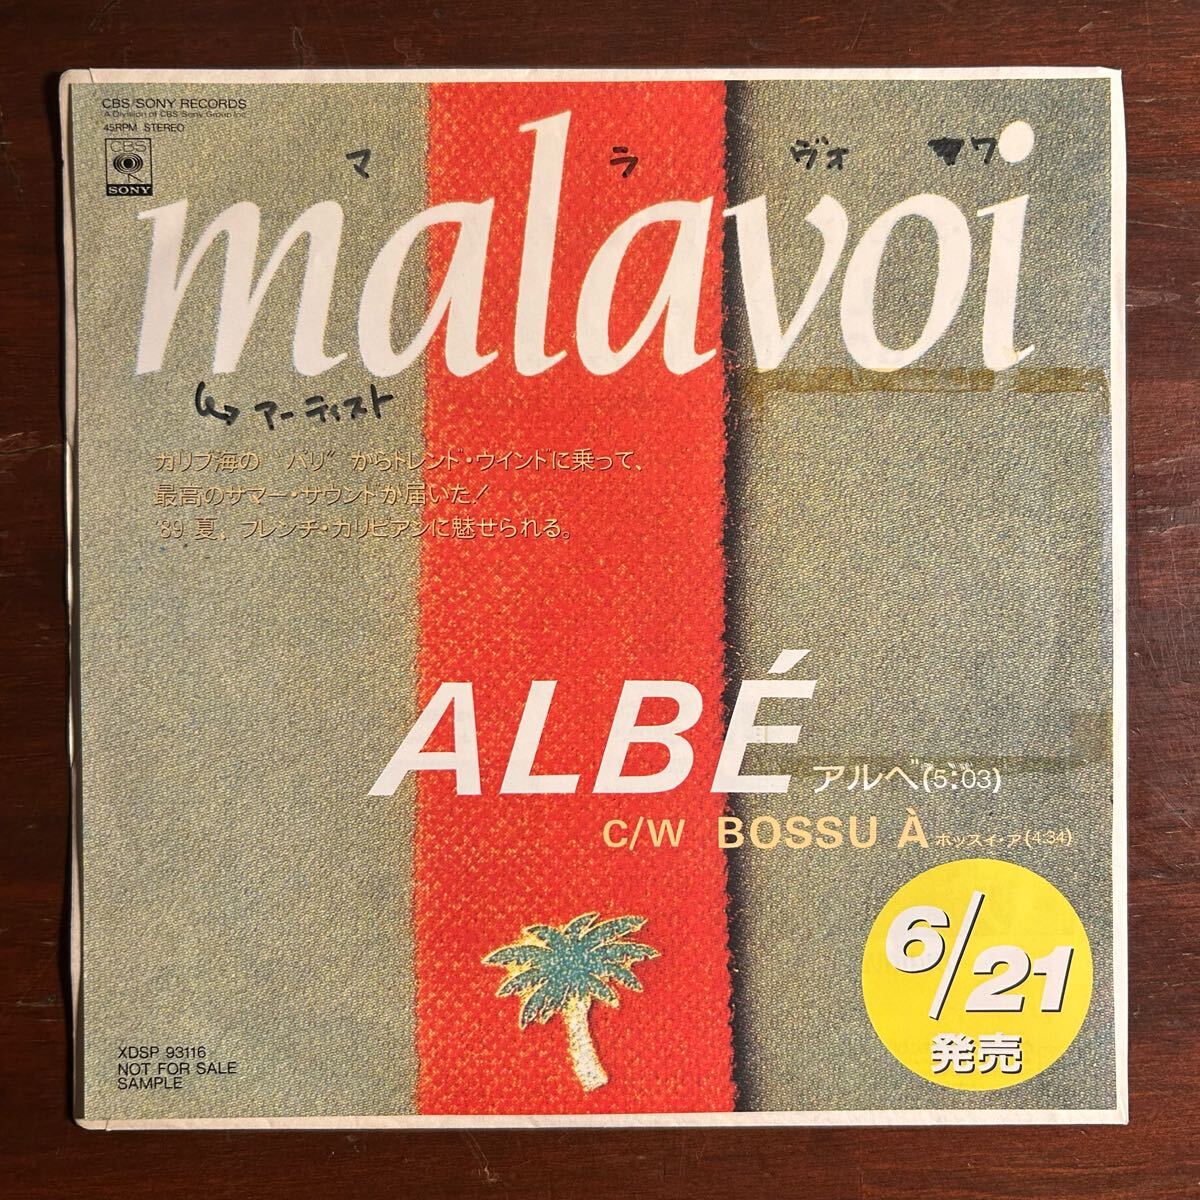 CBS/SONY RECORDS
A Division of CBS/Sony Group Inc.
45RPM STEREO
CBS
SONY
マ ラ ヴォ ワ
malavoi
アーティスト
カリブ海の“パリ”からトレンド・ウインドに乗って、
最高のサマー・サウンドが届いた!
'89 夏、フレンチ・カリビアンに魅せられる。
ALBÉ アルベ(5:03)
C/W BOSSU À ボッスイ・ア(4:34)
6/21
発売
XDSP 93116
NOT FOR SALE
SAMPLE